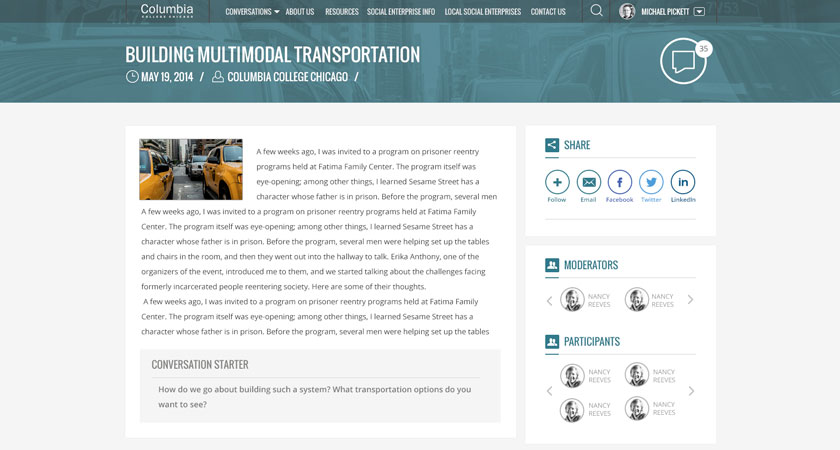 Columbia
COLLEGE CHICAGO
CONVERSATIONS ABOUT US RESOURCES SOCIAL ENTERPRISE INFO LOCAL SOCIAL ENTERPRISES CONTACT US
MICHAEL PICKETT
4K7
7V53
BUILDING MULTIMODAL TRANSPORTATION
MAY 19, 2014 / COLUMBIA COLLEGE CHICAGO /
35
A few weeks ago, I was invited to a program on prisoner reentry
programs held at Fatima Family Center. The program itself was
eye-opening; among other things, I learned Sesame Street has a
character whose father is in prison. Before the program, several men
A few weeks ago, I was invited to a program on prisoner reentry programs held at Fatima Family
Center. The program itself was eye-opening; among other things, I learned Sesame Street has a
character whose father is in prison. Before the program, several men were helping set up the tables
and chairs in the room, and then they went out into the hallway to talk. Erika Anthony, one of the
organizers of the event, introduced me to them, and we started talking about the challenges facing
formerly incarcerated people reentering society. Here are some of their thoughts.
A few weeks ago, I was invited to a program on prisoner reentry programs held at Fatima Family
Center. The program itself was eye-opening; among other things, I learned Sesame Street has a
character whose father is in prison. Before the program, several men were helping set up the tables
CONVERSATION STARTER
How do we go about building such a system? What transportation options do you
want to see?
SHARE
Follow Email Facebook Twitter LinkedIn
MODERATORS
NANCY
REEVES
NANCY
REEVES
PARTICIPANTS
NANCY
REEVES
NANCY
REEVES
NANCY
REEVES
NANCY
REEVES